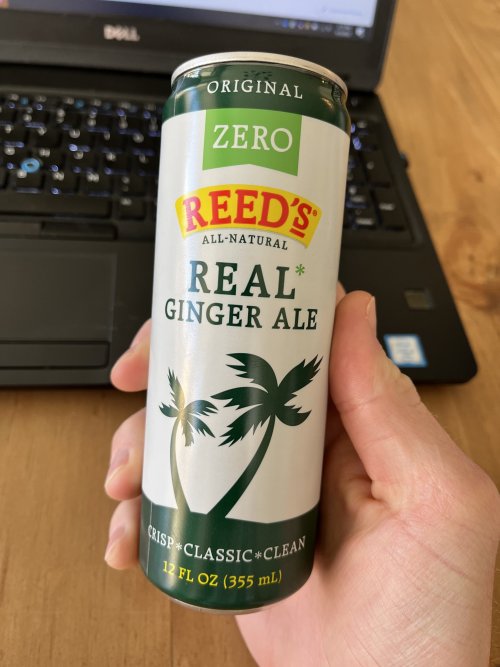 DELL
ORIGINAL
ZERO
REED'S®
ALL-NATURAL
REAL*
GINGER ALE
CRISP*CLASSIC*CLEAN
12 FL OZ (355 mL)